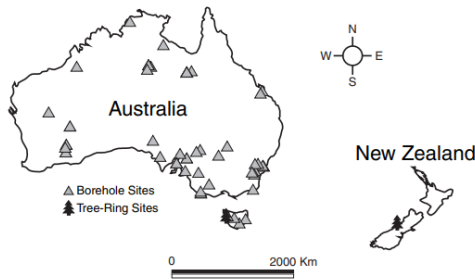 N
W E
S
Australia
New Zealand
Borehole Sites
Tree-Ring Sites
0 2000 Km